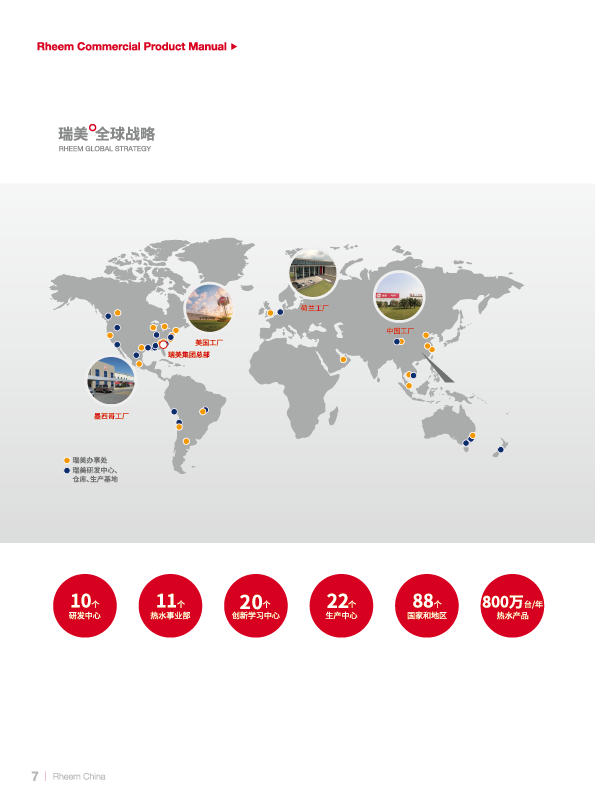 Rheem Commercial Product Manual
瑞美 全球战略
RHEEM GLOBAL STRATEGY
荷兰工厂
中国工厂
美国工厂
瑞美集团总部
墨西哥工厂
瑞美办事处
瑞美研发中心、
仓库、生产基地
10个
研发中心
11个
热水事业部
20个
创新学习中心
22个
生产中心
88个
国家和地区
800万台/年
热水产品
7 | Rheem China